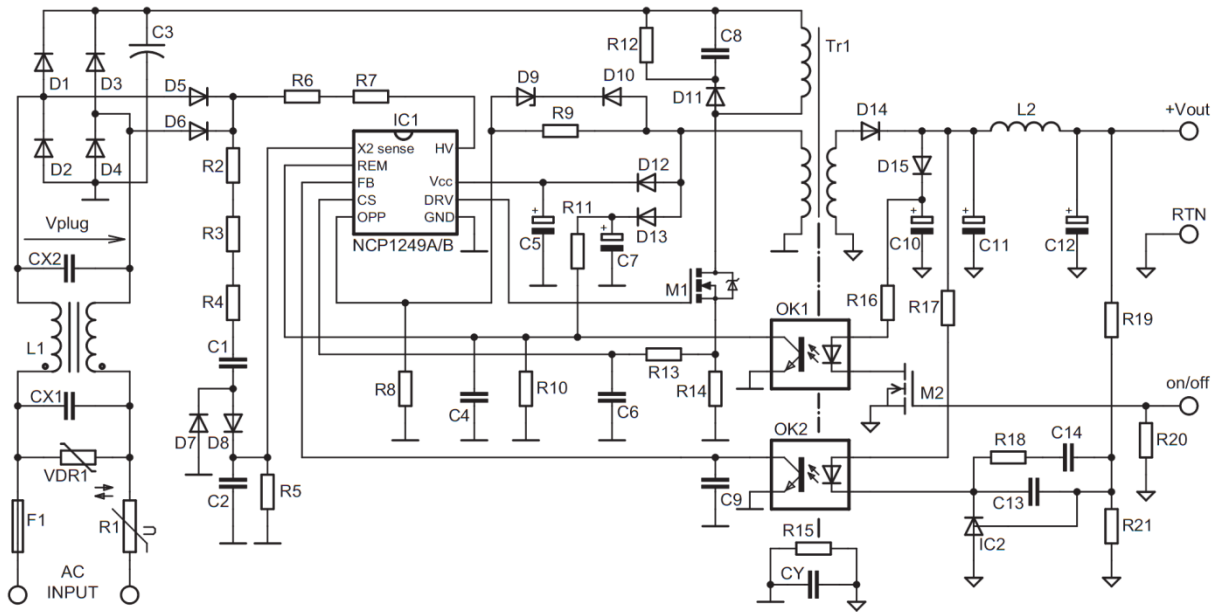 C3
R12
C8
Tr1
D1
D3
D5
R6
R7
D9
D10
D11
R9
D14
L2
+Vout
D6
IC1
X2 sense
HV
REM
FB
Vcc
CS
DRV
OPP
GND
NCP1249A/B
D2
D4
R2
D12
D15
R11
D13
RTN
Vplug
R3
+
C5
+
C7
+
C10
+
C11
+
C12
CX2
M1
R4
OK1
R16
R17
R19
L1
C1
R13
R8
C4
R10
C6
R14
M2
on/off
CX1
D7
D8
OK2
R18
C14
R20
VDR1
C2
R5
C9
C13
F1
R1
U
R15
IC2
R21
AC
INPUT
CY